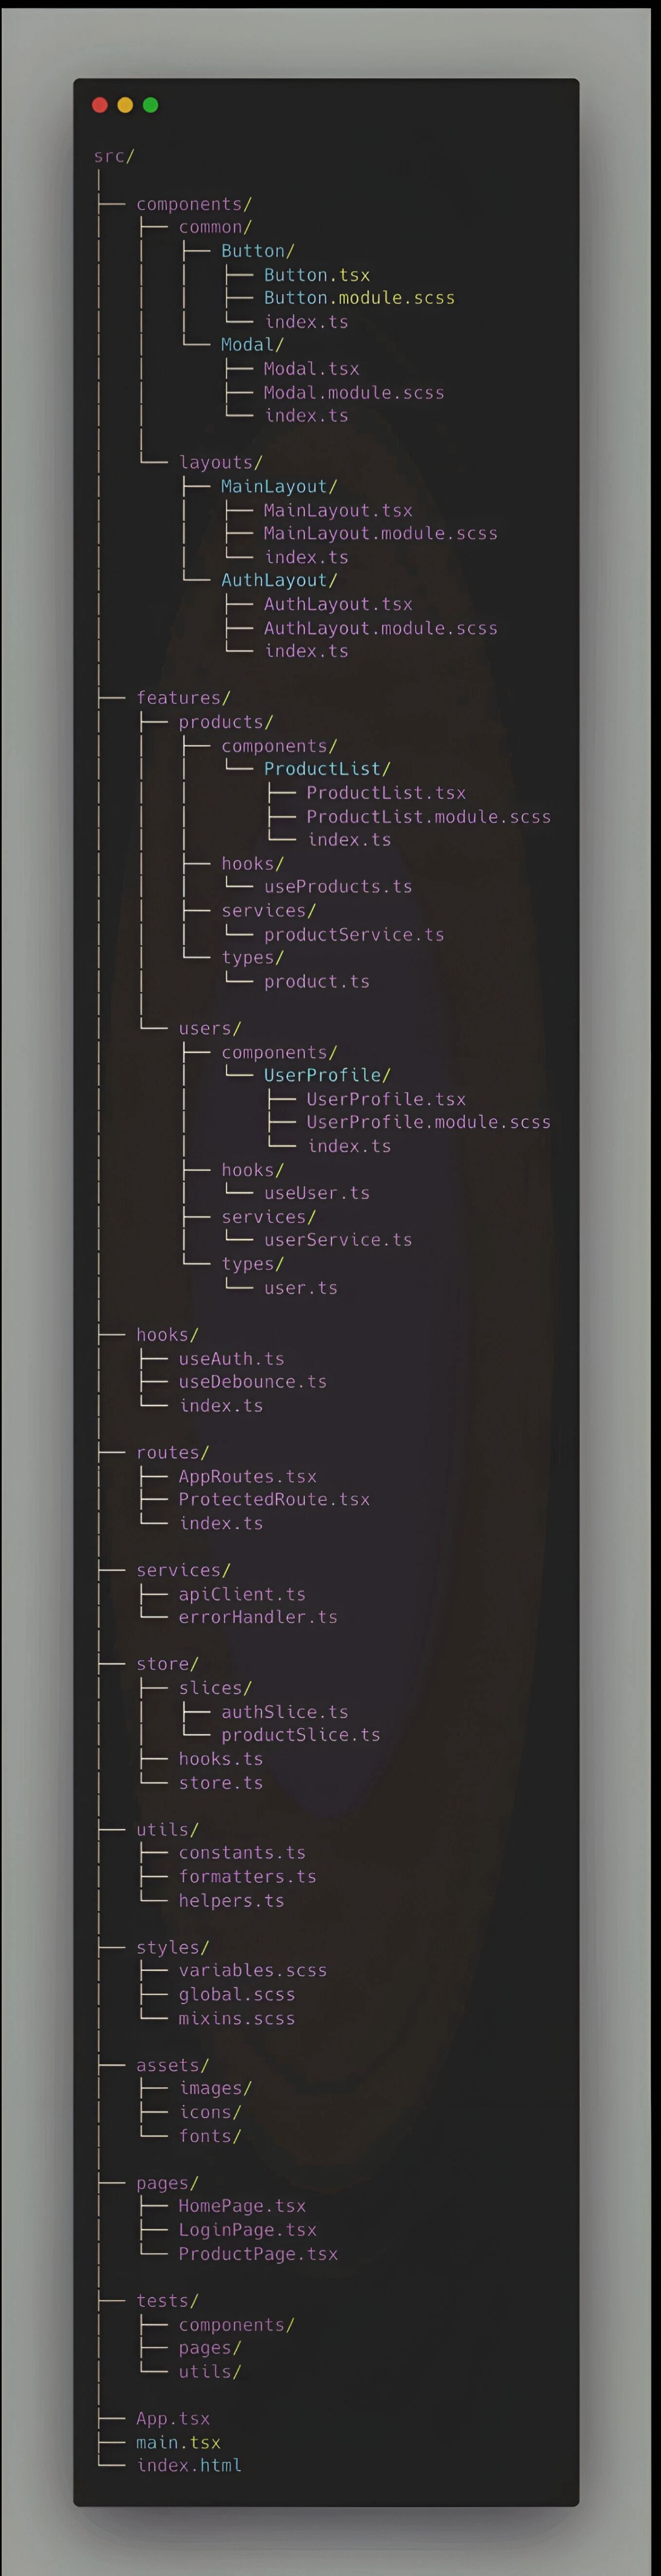 src/
│
├── components/
│   ├── common/
│   │   ├── Button/
│   │   │   ├── Button.tsx
│   │   │   ├── Button.module.scss
│   │   │   └── index.ts
│   │   └── Modal/
│   │       ├── Modal.tsx
│   │       ├── Modal.module.scss
│   │       └── index.ts
│   │
│   └── layouts/
│       ├── MainLayout/
│       │   ├── MainLayout.tsx
│       │   ├── MainLayout.module.scss
│       │   └── index.ts
│       └── AuthLayout/
│           ├── AuthLayout.tsx
│           ├── AuthLayout.module.scss
│           └── index.ts
│
├── features/
│   ├── products/
│   │   ├── components/
│   │   │   └── ProductList/
│   │   │       ├── ProductList.tsx
│   │   │       ├── ProductList.module.scss
│   │   │       └── index.ts
│   │   ├── hooks/
│   │   │   └── useProducts.ts
│   │   ├── services/
│   │   │   └── productService.ts
│   │   └── types/
│   │       └── product.ts
│   │
│   └── users/
│       ├── components/
│       │   └── UserProfile/
│       │       ├── UserProfile.tsx
│       │       ├── UserProfile.module.scss
│       │       └── index.ts
│       ├── hooks/
│       │   └── useUser.ts
│       ├── services/
│       │   └── userService.ts
│       └── types/
│           └── user.ts
│
├── hooks/
│   ├── useAuth.ts
│   ├── useDebounce.ts
│   └── index.ts
│
├── routes/
│   ├── AppRoutes.tsx
│   ├── ProtectedRoute.tsx
│   └── index.ts
│
├── services/
│   ├── apiClient.ts
│   └── errorHandler.ts
│
├── store/
│   ├── slices/
│   │   ├── authSlice.ts
│   │   └── productSlice.ts
│   ├── hooks.ts
│   └── store.ts
│
├── utils/
│   ├── constants.ts
│   ├── formatters.ts
│   └── helpers.ts
│
├── styles/
│   ├── variables.scss
│   ├── global.scss
│   └── mixins.scss
│
├── assets/
│   ├── images/
│   ├── icons/
│   └── fonts/
│
├── pages/
│   ├── HomePage.tsx
│   ├── LoginPage.tsx
│   └── ProductPage.tsx
│
├── tests/
│   ├── components/
│   ├── pages/
│   └── utils/
│
├── App.tsx
├── main.tsx
└── index.html